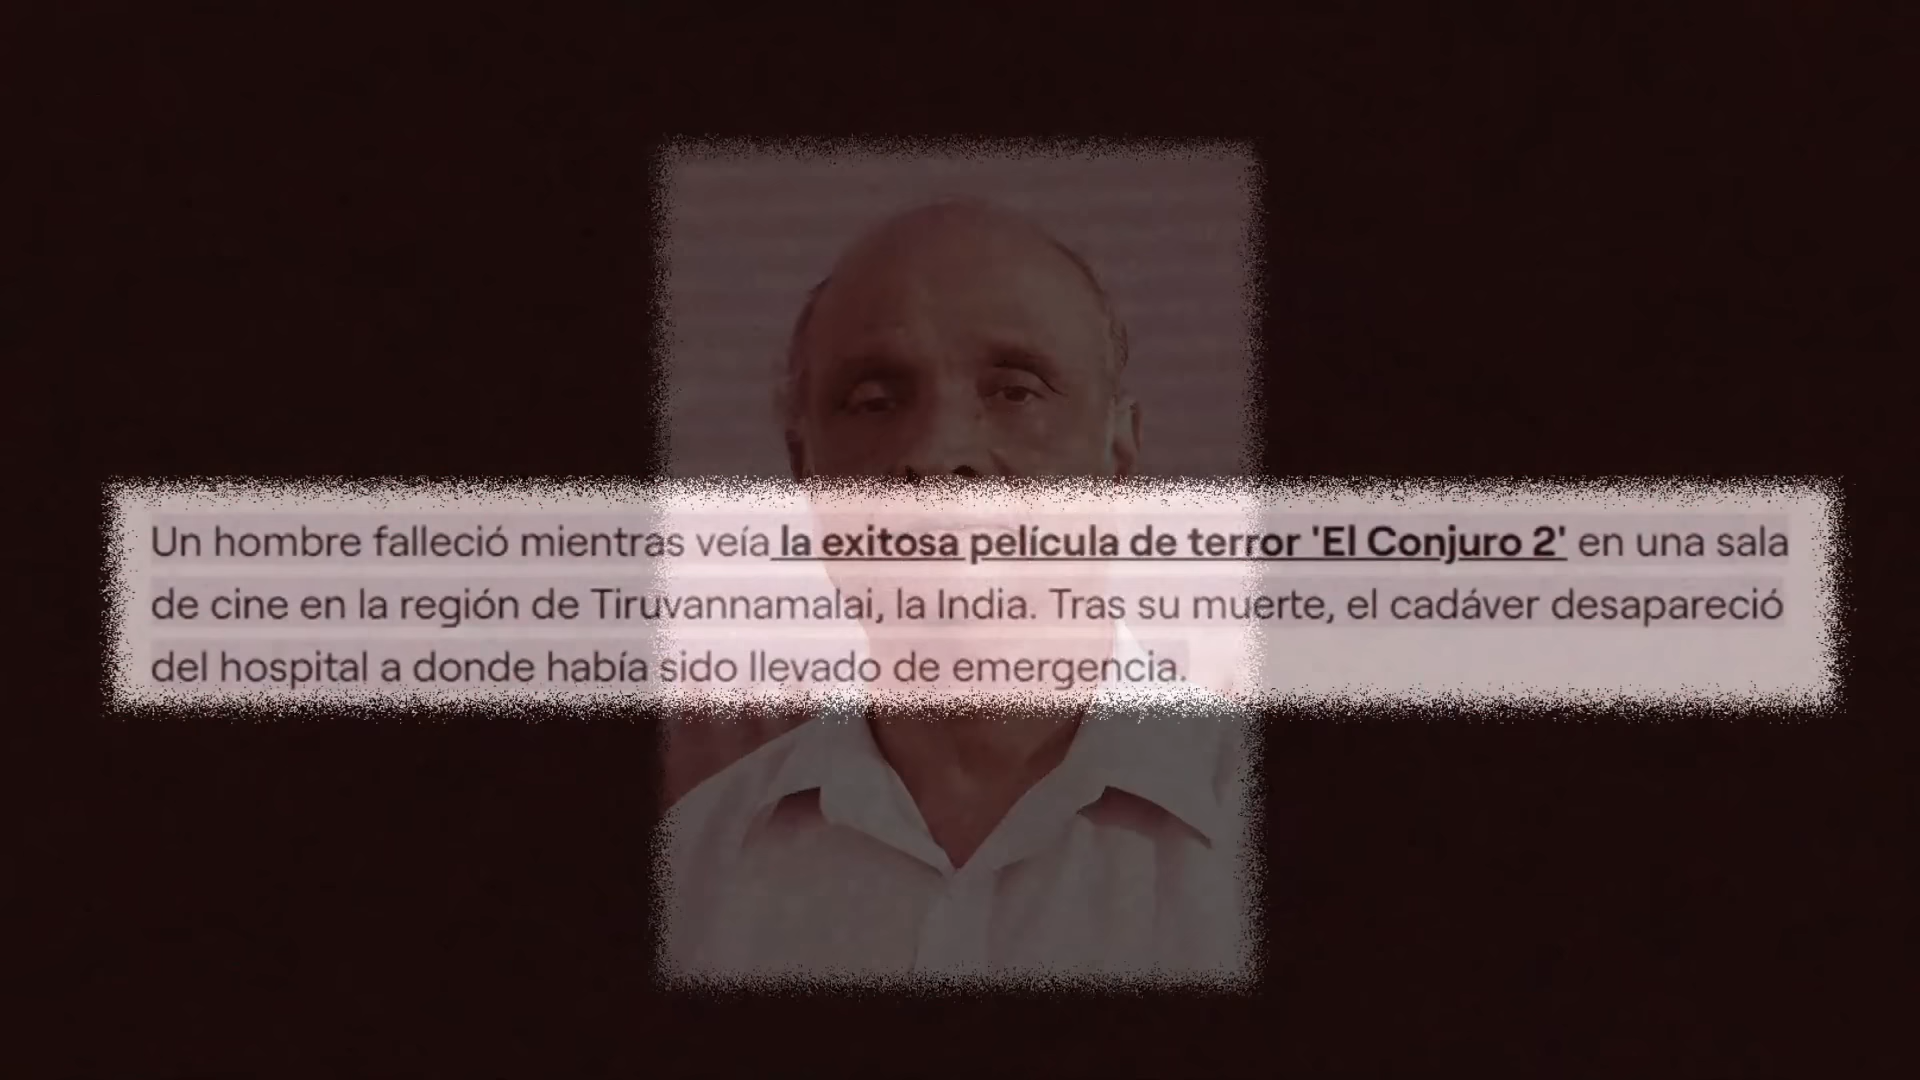 Un hombre falleció mientras veía la exitosa película de terror 'El Conjuro 2' en una sala
de cine en la región de Tiruvannamalai, la India. Tras su muerte, el cadáver desapareció
del hospital a donde había sido llevado de emergencia.